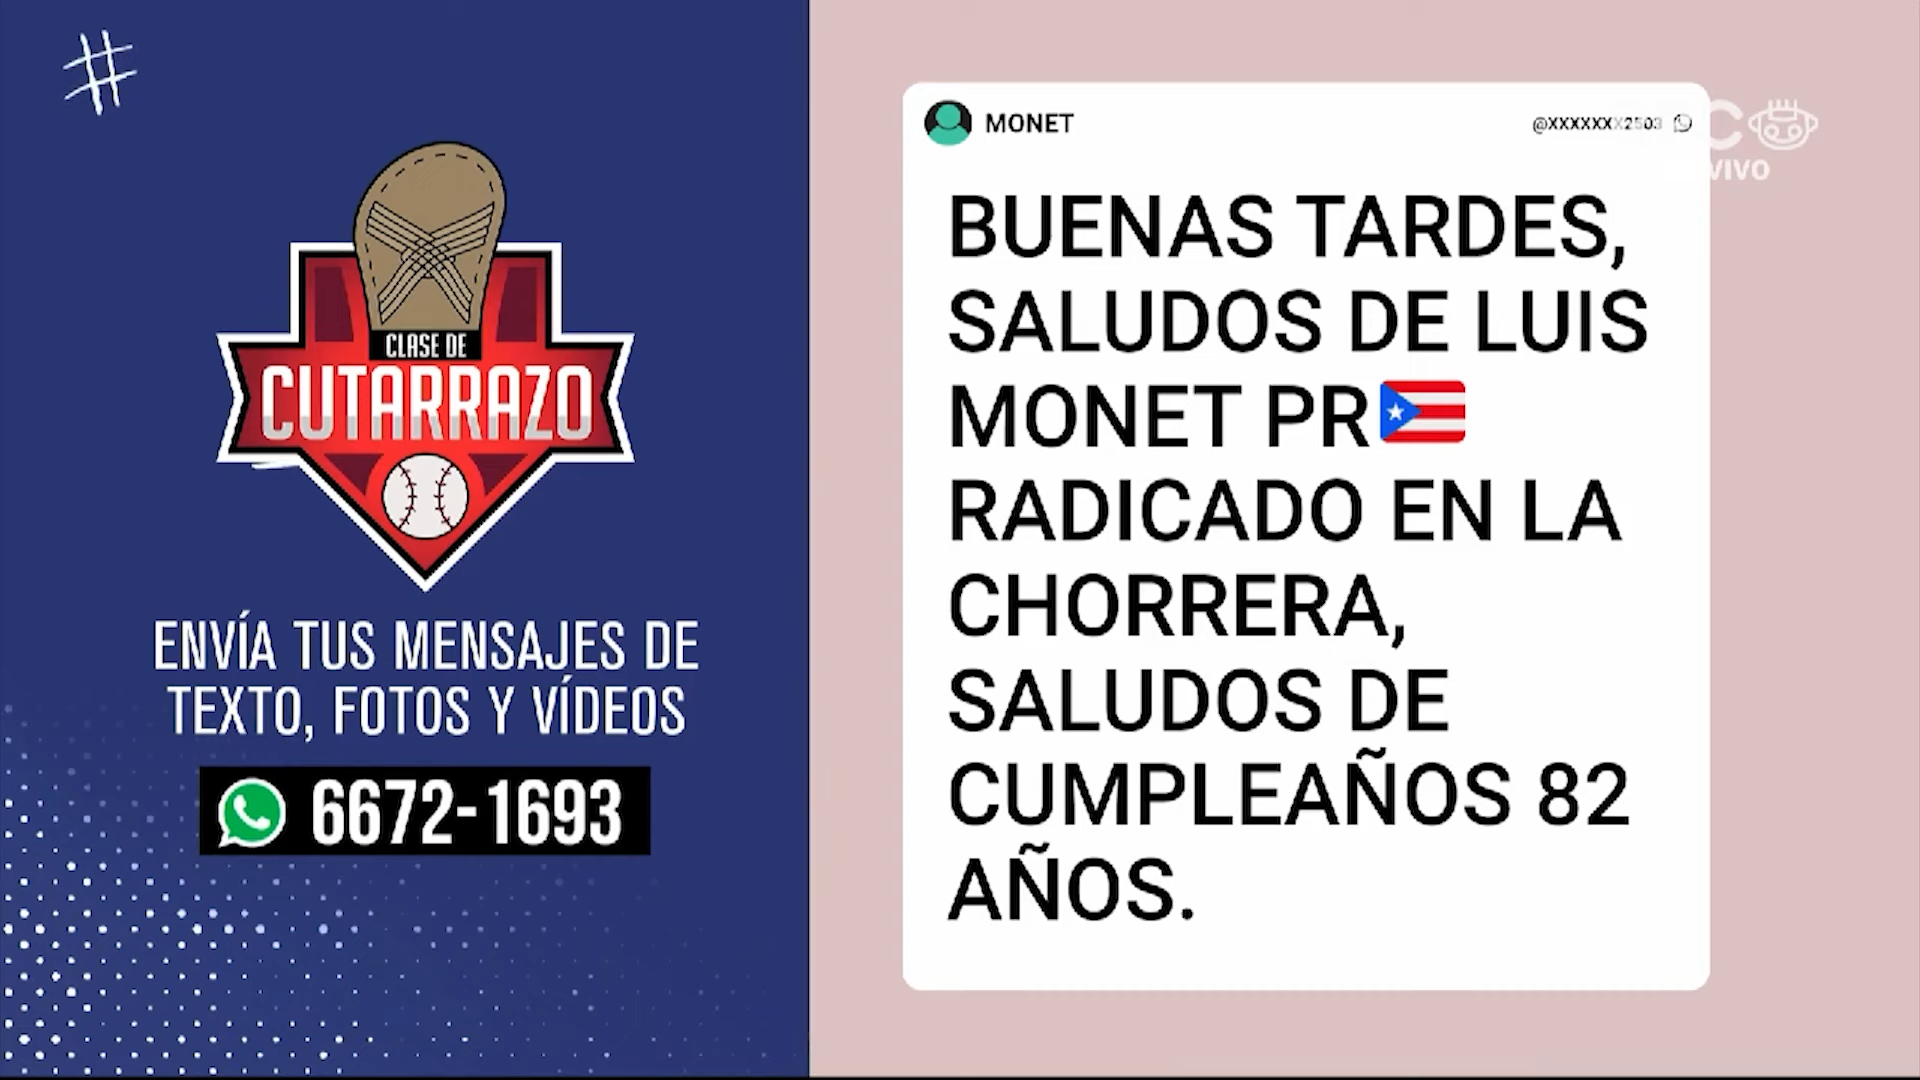 #
CLASE DE
CUTARRAZO
ENVÍA TUS MENSAJES DE
TEXTO, FOTOS Y VÍDEOS
6672-1693
MONET
@XXXXXXX2503
BUENAS TARDES,
SALUDOS DE LUIS
MONET PR🇵🇷
RADICADO EN LA
CHORRERA,
SALUDOS DE
CUMPLEAÑOS 82
AÑOS.
VIVO